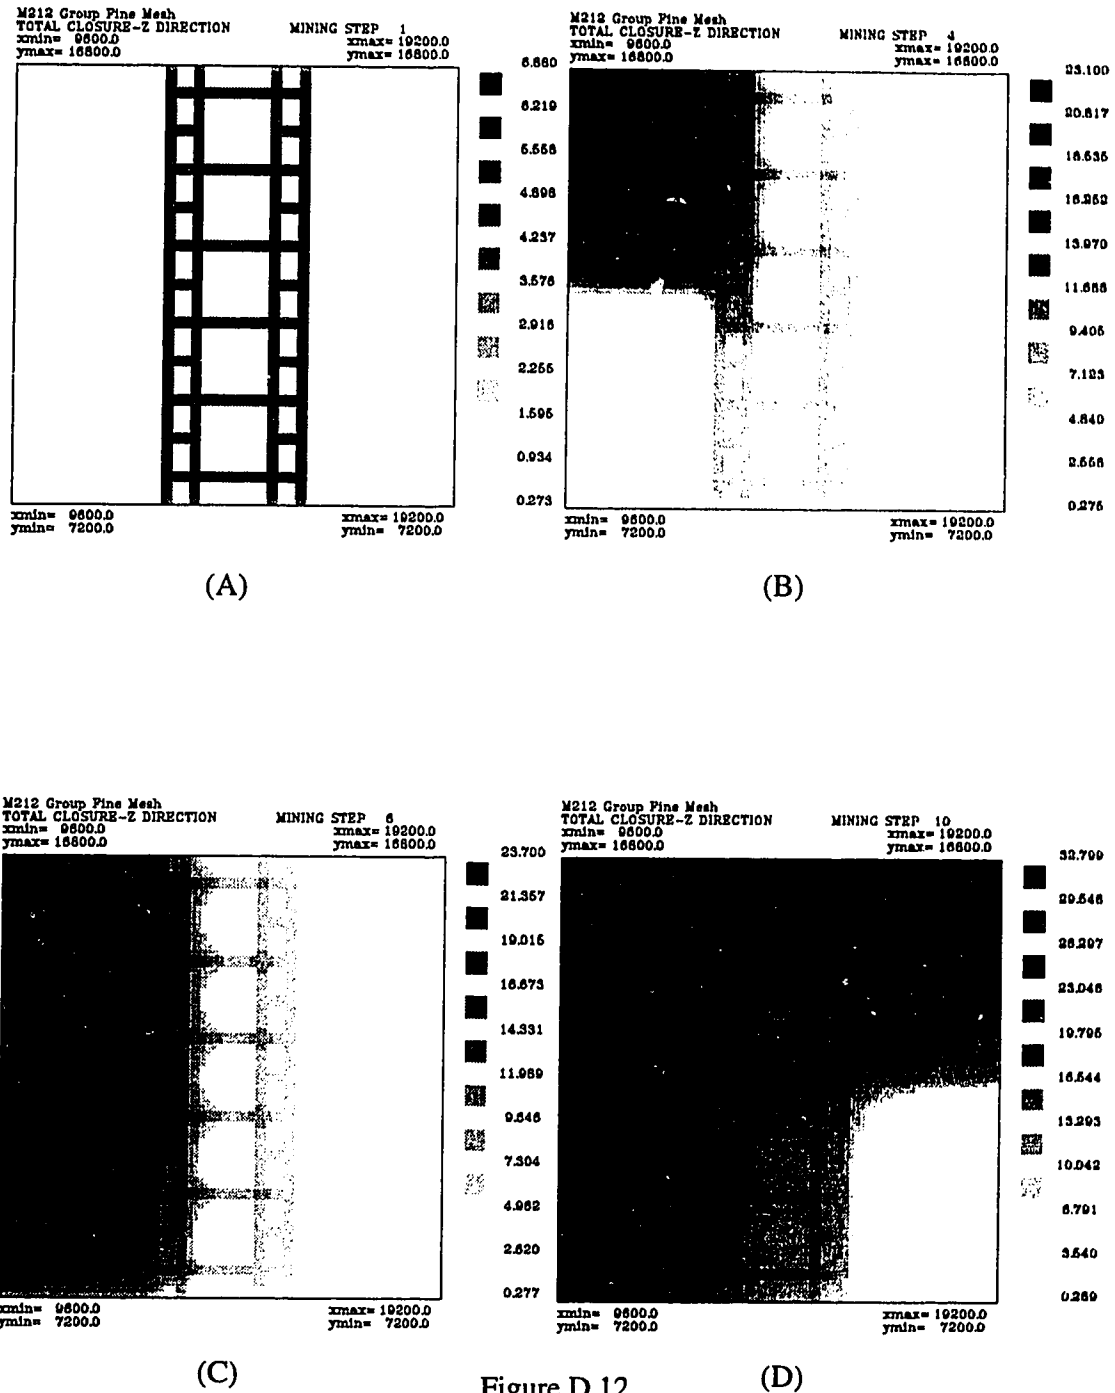 M212 Group Fine Mesh
TOTAL CLOSURE-Z DIRECTION MINING STEP 1
xmin= 9600.0 xmax= 19200.0
ymax= 16800.0 ymax= 16800.0
6.880
6.219
5.558
4.898
4.237
3.576
2.916
2.255
1.595
0.934
0.273
xmin= 9600.0 xmax= 19200.0
ymin= 7200.0 ymin= 7200.0
(A)
M212 Group Fine Mesh
TOTAL CLOSURE-Z DIRECTION MINING STEP 4
xmin= 9600.0 xmax= 19200.0
ymax= 16800.0 ymax= 16800.0
23.100
20.817
18.535
16.252
13.970
11.688
9.405
7.123
4.840
2.558
0.275
xmin= 9600.0 xmax= 19200.0
ymin= 7200.0 ymin= 7200.0
(B)
M212 Group Fine Mesh
TOTAL CLOSURE-Z DIRECTION MINING STEP 6
xmin= 9600.0 xmax= 19200.0
ymax= 16800.0 ymax= 16800.0
23.700
21.357
19.015
16.673
14.331
11.989
9.646
7.304
4.962
2.620
0.277
xmin= 9600.0 xmax= 19200.0
ymin= 7200.0 ymin= 7200.0
(C)
M212 Group Fine Mesh
TOTAL CLOSURE-Z DIRECTION MINING STEP 10
xmin= 9600.0 xmax= 19200.0
ymax= 16800.0 ymax= 16800.0
32.799
29.546
26.297
23.046
19.795
16.544
13.293
10.042
6.791
3.540
0.289
xmin= 9600.0 xmax= 19200.0
ymin= 7200.0 ymin= 7200.0
(D)
Figure D.12